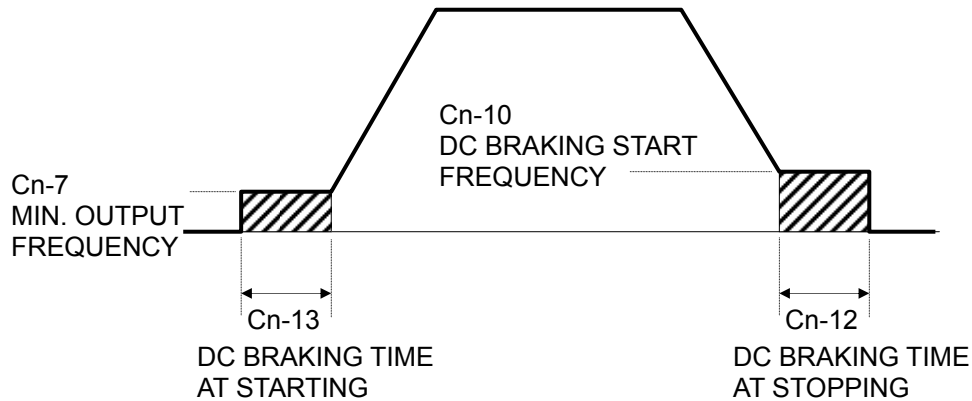 Cn-10
DC BRAKING START
FREQUENCY
Cn-7
MIN. OUTPUT
FREQUENCY
Cn-13
DC BRAKING TIME
AT STARTING
Cn-12
DC BRAKING TIME
AT STOPPING